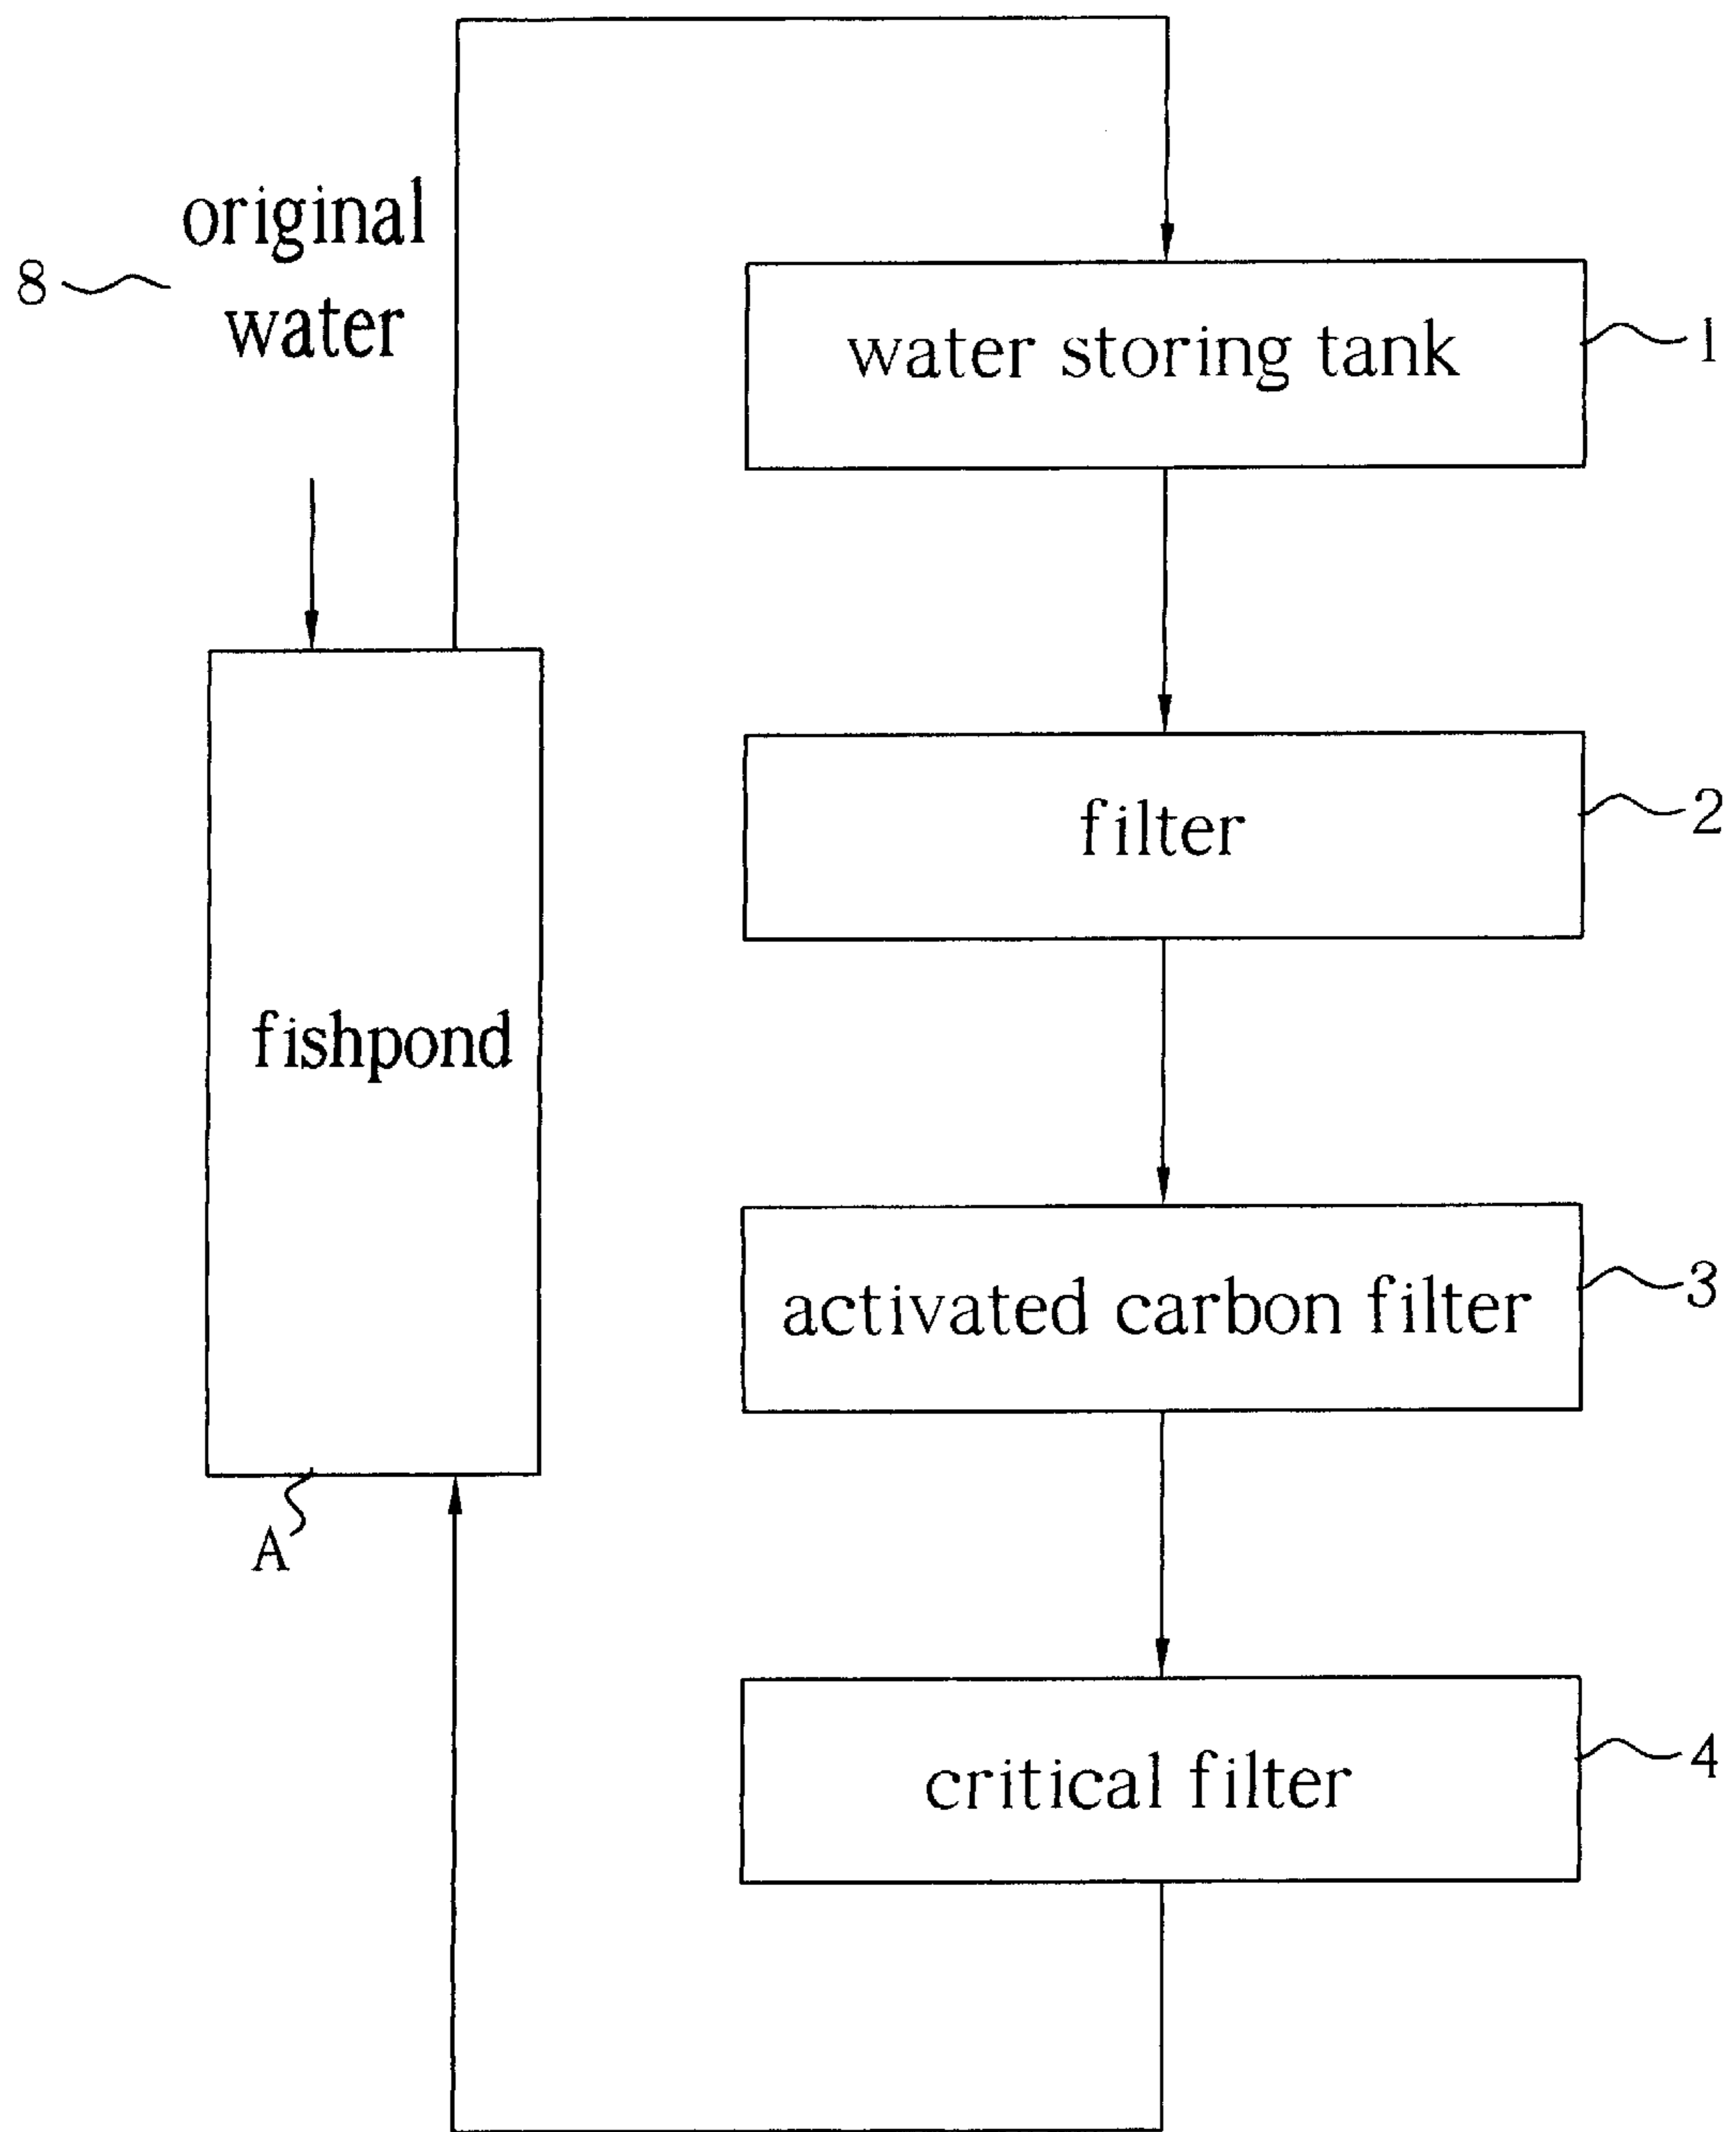 original
water
8
water storing tank
1
filter
2
fishpond
activated carbon filter
3
A
critical filter
4